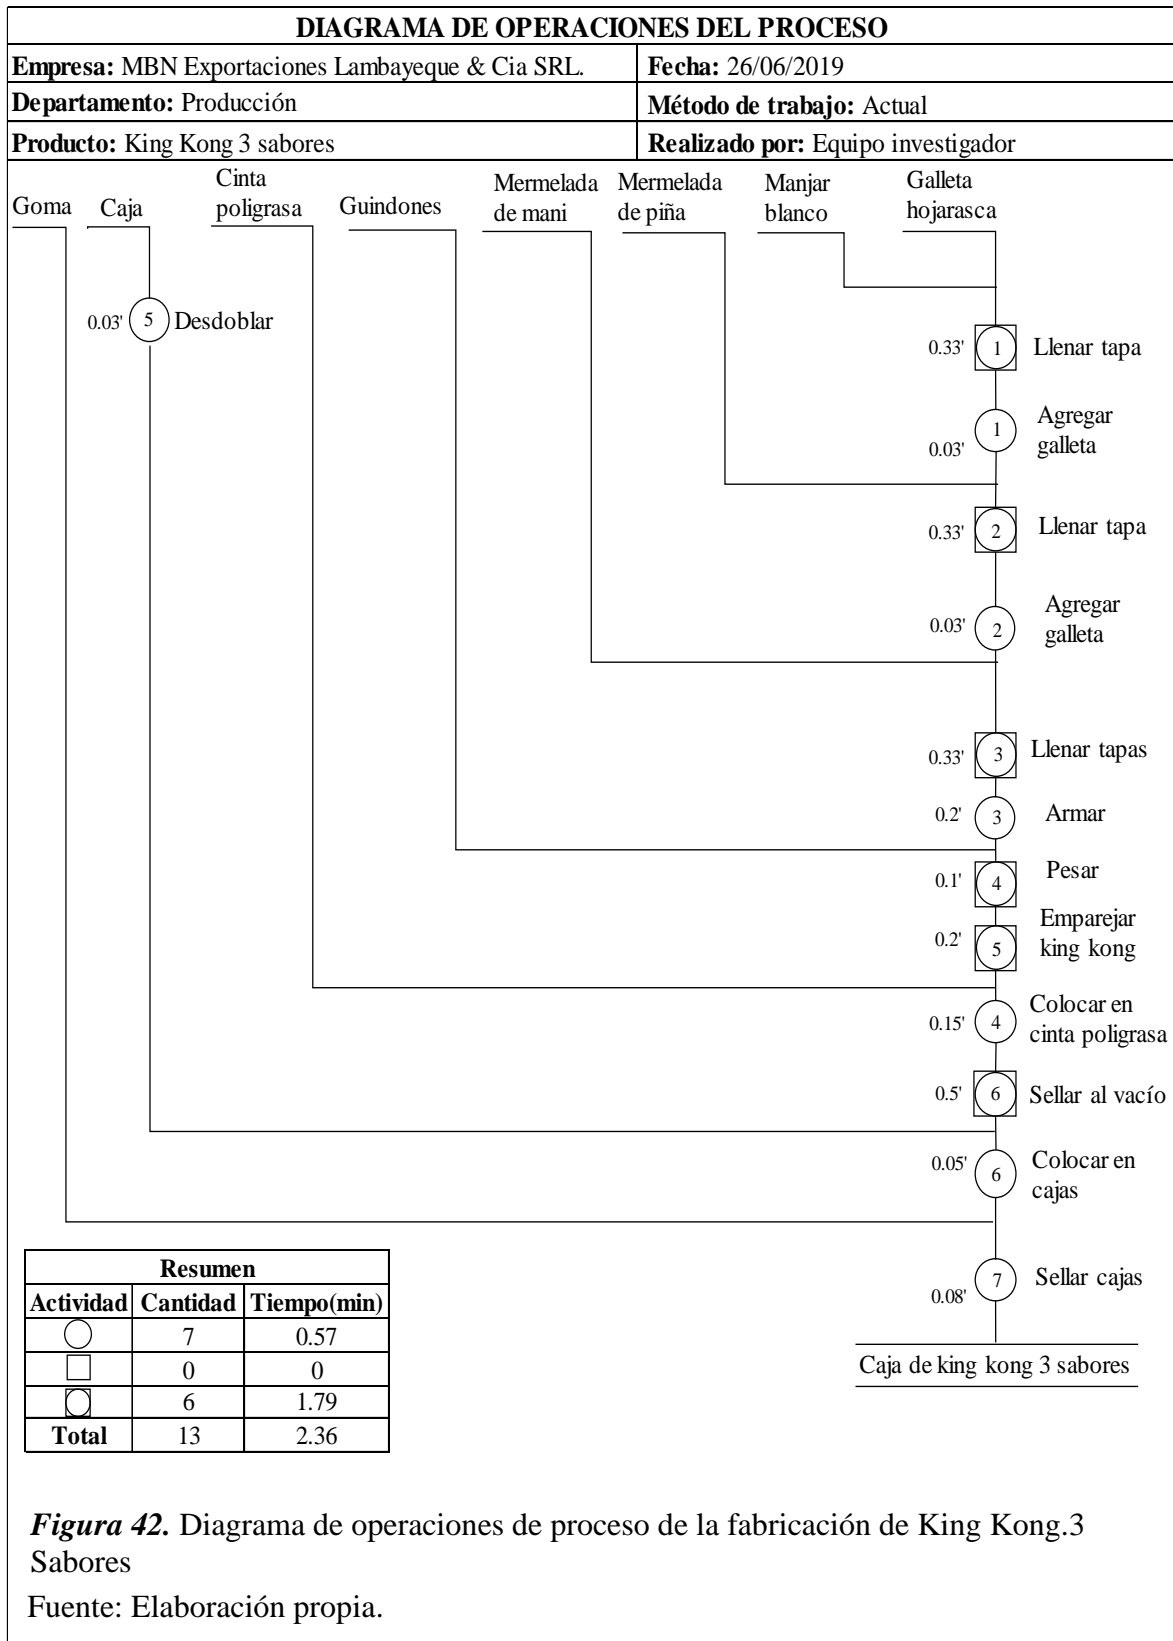 DIAGRAMA DE OPERACIONES DEL PROCESO
Empresa: MBN Exportaciones Lambayeque & Cia SRL.
Fecha: 26/06/2019
Departamento: Producción
Método de trabajo: Actual
Producto: King Kong 3 sabores
Realizado por: Equipo investigador
Goma
Caja
Cinta
poligrasa
Guindones
Mermelada
de mani
Mermelada
de piña
Manjar
blanco
Galleta
hojarasca
0.03' 5 Desdoblar
0.33' 1 Llenar tapa
0.03' 1 Agregar
galleta
0.33' 2 Llenar tapa
0.03' 2 Agregar
galleta
0.33' 3 Llenar tapas
0.2' 3 Armar
0.1' 4 Pesar
0.2' 5 Emparejar
king kong
0.15' 4 Colocar en
cinta poligrasa
0.5' 6 Sellar al vacío
0.05' 6 Colocar en
cajas
0.08' 7 Sellar cajas
Caja de king kong 3 sabores
Resumen
Actividad Cantidad Tiempo(min)
7 0.57
0 0
6 1.79
Total 13 2.36
Figura 42. Diagrama de operaciones de proceso de la fabricación de King Kong.3
Sabores
Fuente: Elaboración propia.